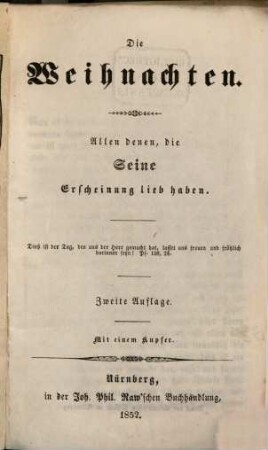 Die
Weihnachten.
Allen denen, die
Seine
Erscheinung lieb haben.
Dieß ist der Tag, den uns der Herr gemacht hat, lasset uns freuen und fröhlich
darinnen seyn! Ps. 118, 24.
Zweite Auflage.
Mit einem Kupfer.
Nürnberg,
in der Joh. Phil. Raw'schen Buchhandlung,
1852.